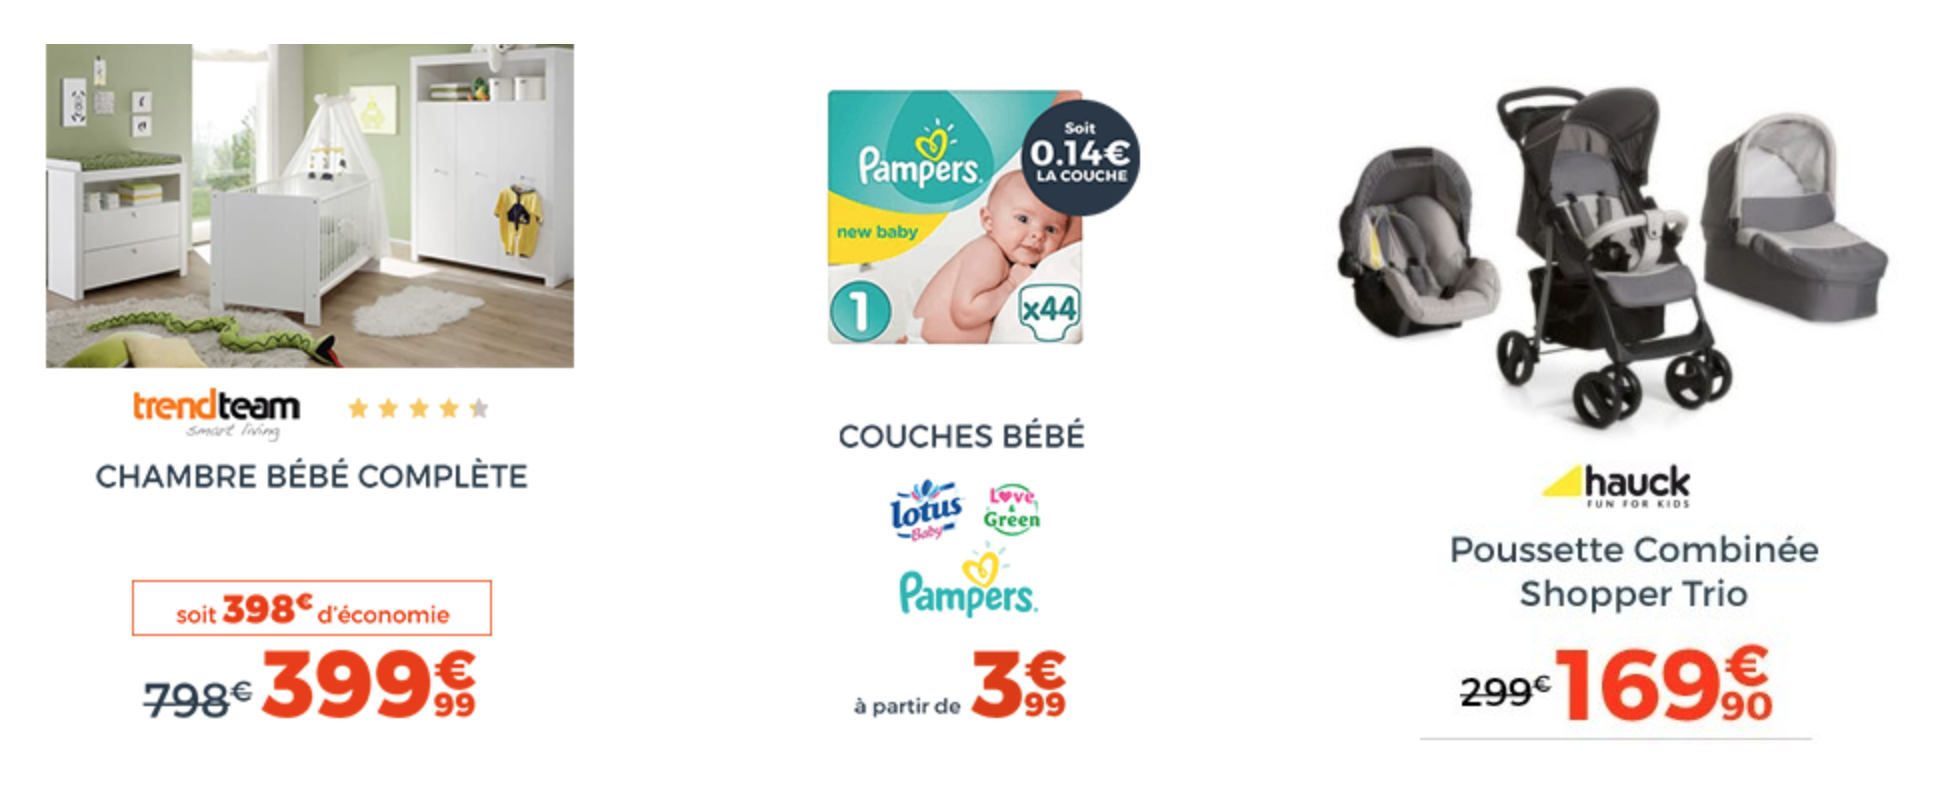 trendteam
smart living
CHAMBRE BÉBÉ COMPLÈTE
soit 398€ d'économie
798€ 399€99
Pampers.
new baby
1
x44
Soit
0.14€
LA COUCHE
COUCHES BÉBÉ
lotus
Baby
Love
&
Green
Pampers.
à partir de 3€99
hauck
FUN FOR KIDS
Poussette Combinée
Shopper Trio
299€ 169€90